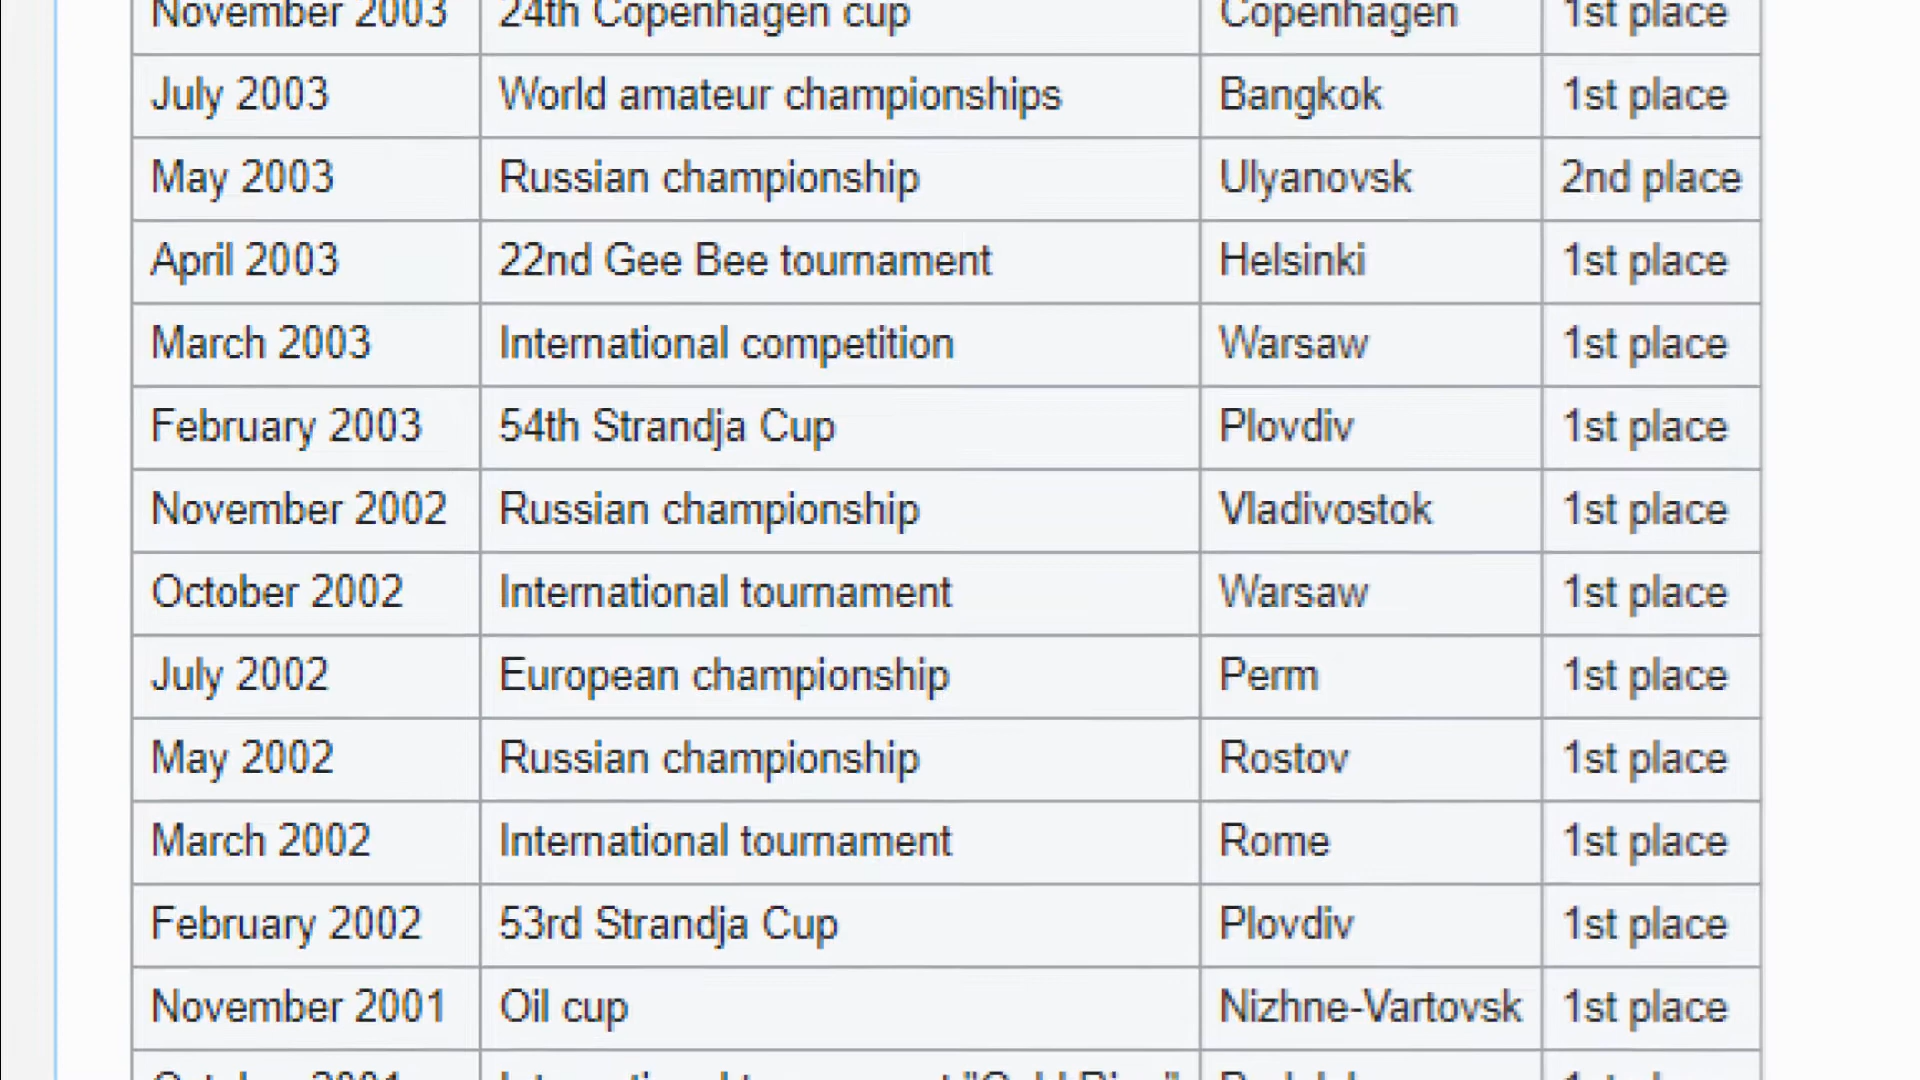 November 2003 24th Copenhagen cup Copenhagen 1st place
July 2003 World amateur championships Bangkok 1st place
May 2003 Russian championship Ulyanovsk 2nd place
April 2003 22nd Gee Bee tournament Helsinki 1st place
March 2003 International competition Warsaw 1st place
February 2003 54th Strandja Cup Plovdiv 1st place
November 2002 Russian championship Vladivostok 1st place
October 2002 International tournament Warsaw 1st place
July 2002 European championship Perm 1st place
May 2002 Russian championship Rostov 1st place
March 2002 International tournament Rome 1st place
February 2002 53rd Strandja Cup Plovdiv 1st place
November 2001 Oil cup Nizhne-Vartovsk 1st place
October 2001 International tournament